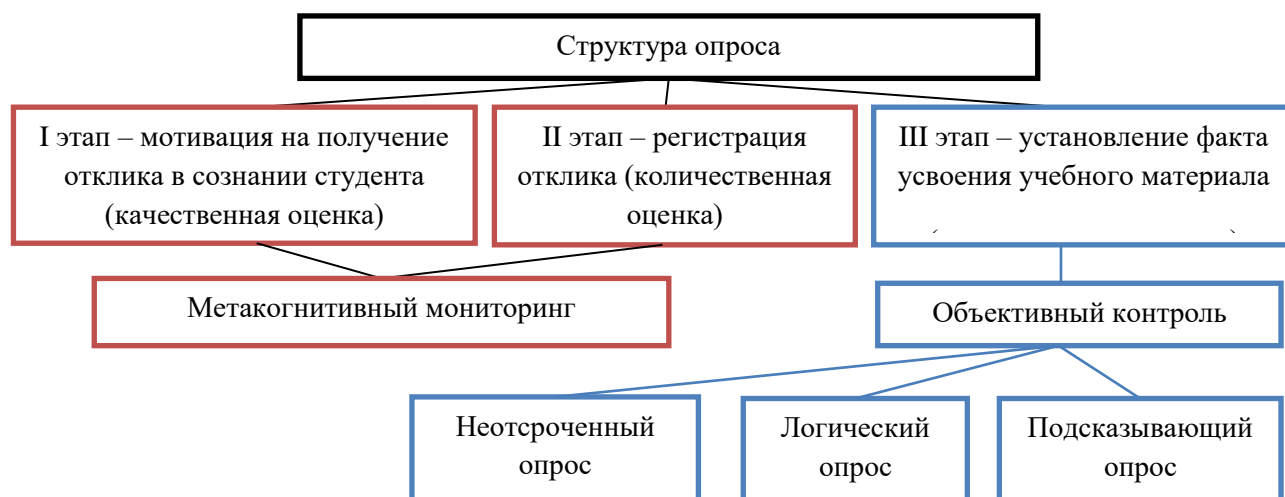 Структура опроса
I этап – мотивация на получение
отклика в сознании студента
(качественная оценка)
II этап – регистрация
отклика (количественная
оценка)
III этап – установление факта
усвоения учебного материала
Метакогнитивный мониторинг
Объективный контроль
Неотсроченный
опрос
Логический
опрос
Подсказывающий
опрос